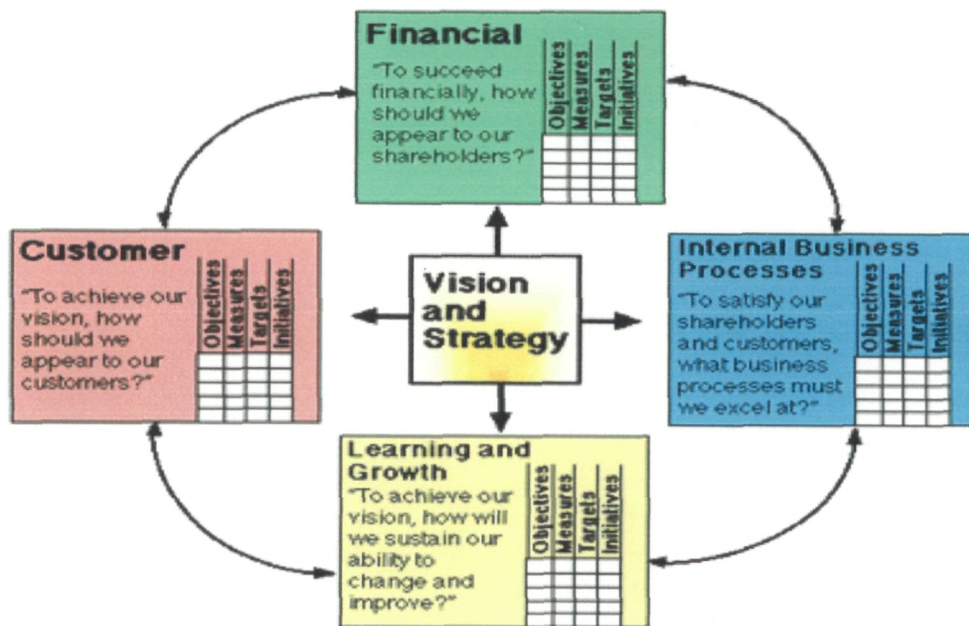 Financial
"To succeed
financially, how
should we
appear to our
shareholders?"
Objectives
Measures
Targets
Initiatives
Customer
"To achieve our
vision, how
should we
appear to our
customers?"
Objectives
Measures
Targets
Initiatives
Vision
and
Strategy
Internal Business
Processes
"To satisfy our
shareholders
and customers,
what business
processes must
we excel at?"
Objectives
Measures
Targets
Initiatives
Learning and
Growth
"To achieve our
vision, how will
we sustain our
ability to
change and
improve?"
Objectives
Measures
Targets
Initiatives